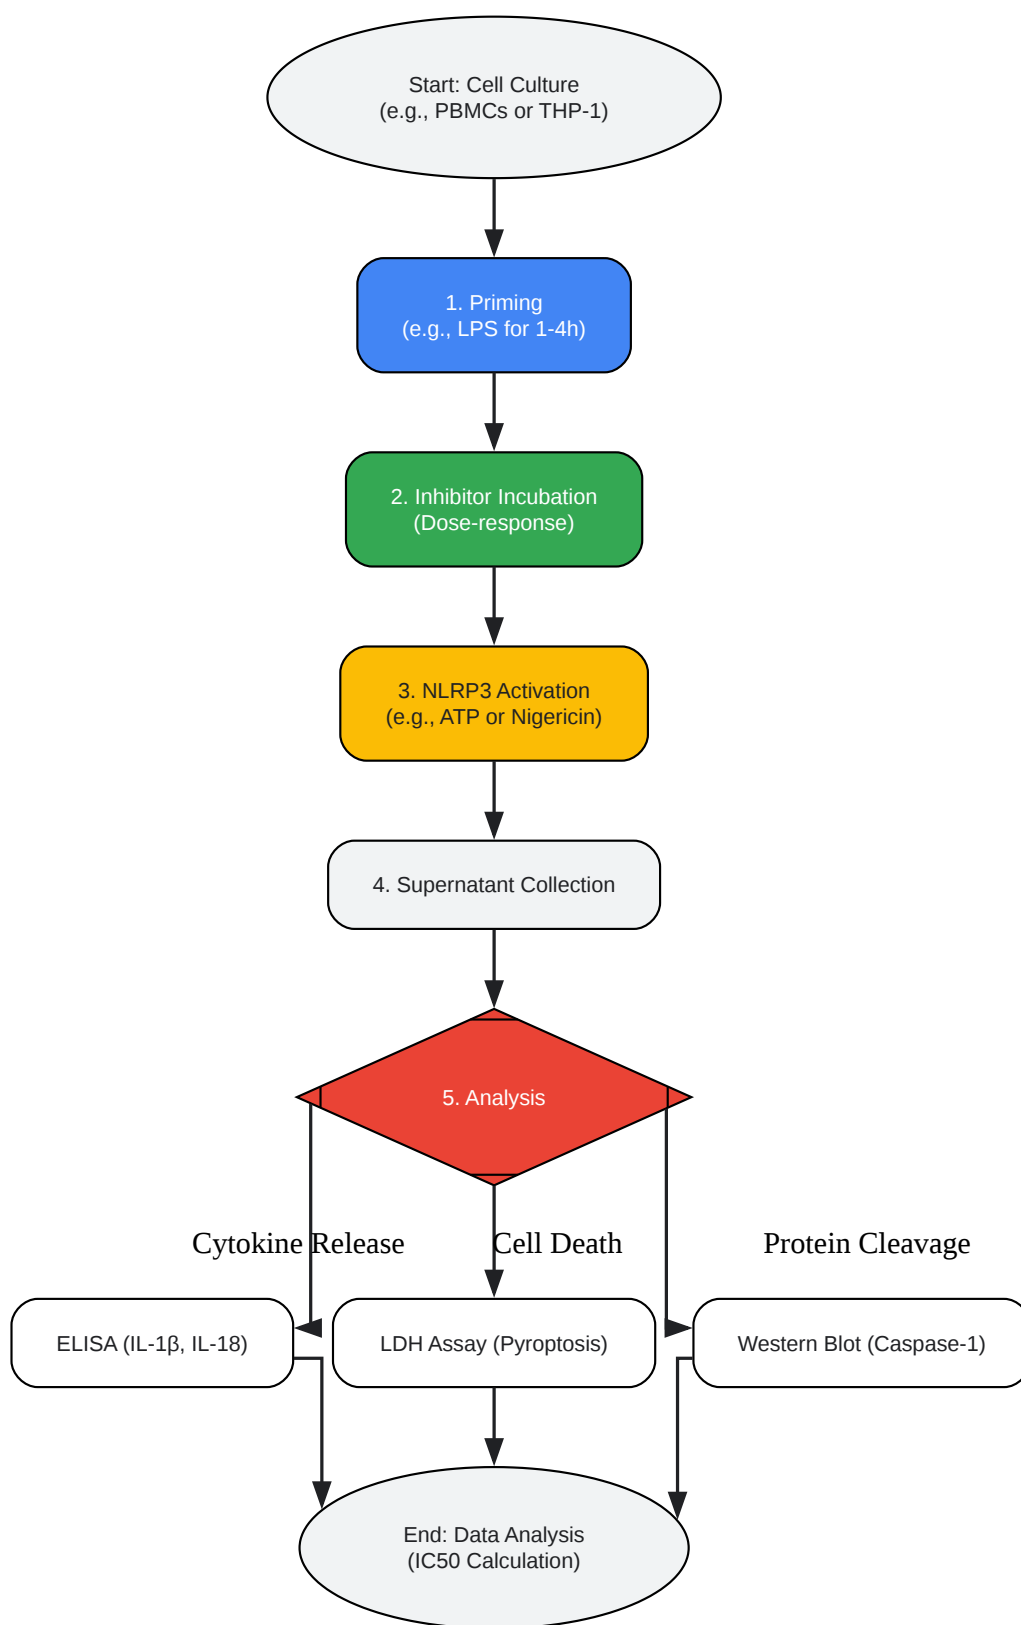 Start: Cell Culture
(e.g., PBMCs or THP-1)
1. Priming
(e.g., LPS for 1-4h)
2. Inhibitor Incubation
(Dose-response)
3. NLRP3 Activation
(e.g., ATP or Nigericin)
4. Supernatant Collection
5. Analysis
Cytokine Release
Cell Death
Protein Cleavage
ELISA (IL-1β, IL-18)
LDH Assay (Pyroptosis)
Western Blot (Caspase-1)
End: Data Analysis
(IC50 Calculation)